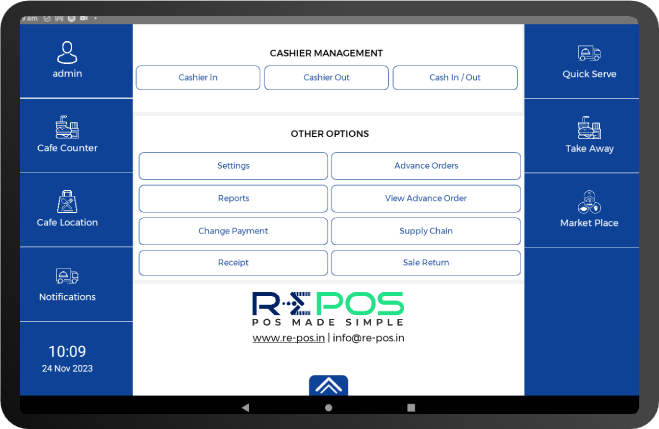 admin
Cafe Counter
Cafe Location
Notifications
10:09
24 Nov 2023
CASHIER MANAGEMENT
Cashier In
Cashier Out
Cash In / Out
OTHER OPTIONS
Settings
Advance Orders
Reports
View Advance Order
Change Payment
Supply Chain
Receipt
Sale Return
REPOS
POS MADE SIMPLE
www.re-pos.in | info@re-pos.in
Quick Serve
Take Away
Market Place